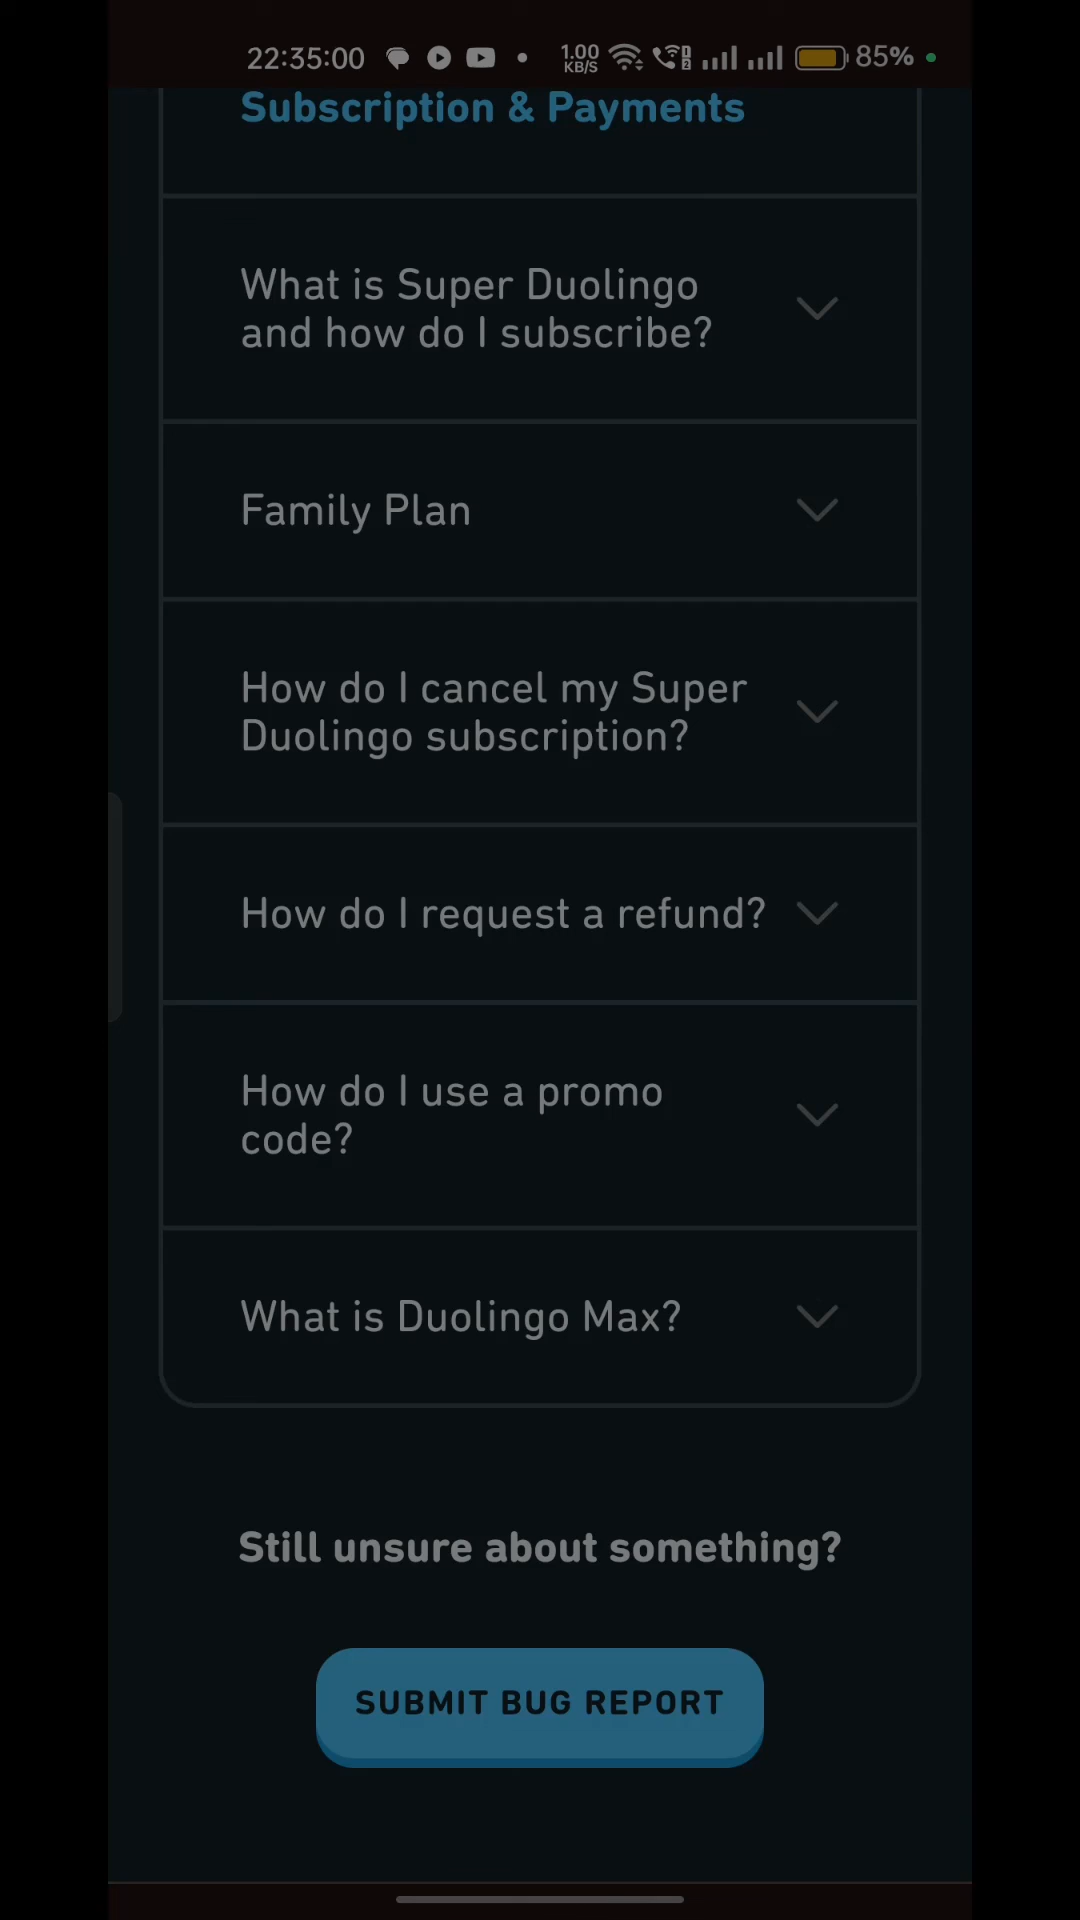 22:35:00 1.00 KB/S 1 2 85%
Subscription & Payments
What is Super Duolingo
and how do I subscribe?
Family Plan
How do I cancel my Super
Duolingo subscription?
How do I request a refund?
How do I use a promo
code?
What is Duolingo Max?
Still unsure about something?
SUBMIT BUG REPORT